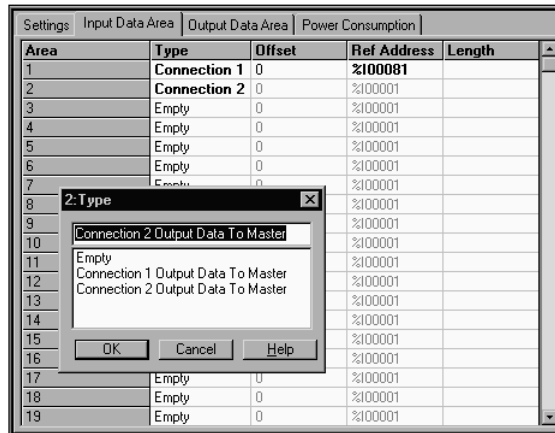 Settings Input Data Area Output Data Area Power Consumption
Area Type Offset Ref Address Length
1 Connection 1 0 %I00081
2 Connection 2 0 %I00001
3 Empty 0 %I00001
4 Empty 0 %I00001
5 Empty 0 %I00001
6 Empty 0 %I00001
7 Empty 0 %I00001
8 %I00001
9 %I00001
10 %I00001
11 %I00001
12 %I00001
13 %I00001
14 %I00001
15 %I00001
16 %I00001
17 Empty 0 %I00001
18 Empty 0 %I00001
19 Empty 0 %I00001
2:Type
Connection 2 Output Data To Master
Empty
Connection 1 Output Data To Master
Connection 2 Output Data To Master
OK Cancel Help